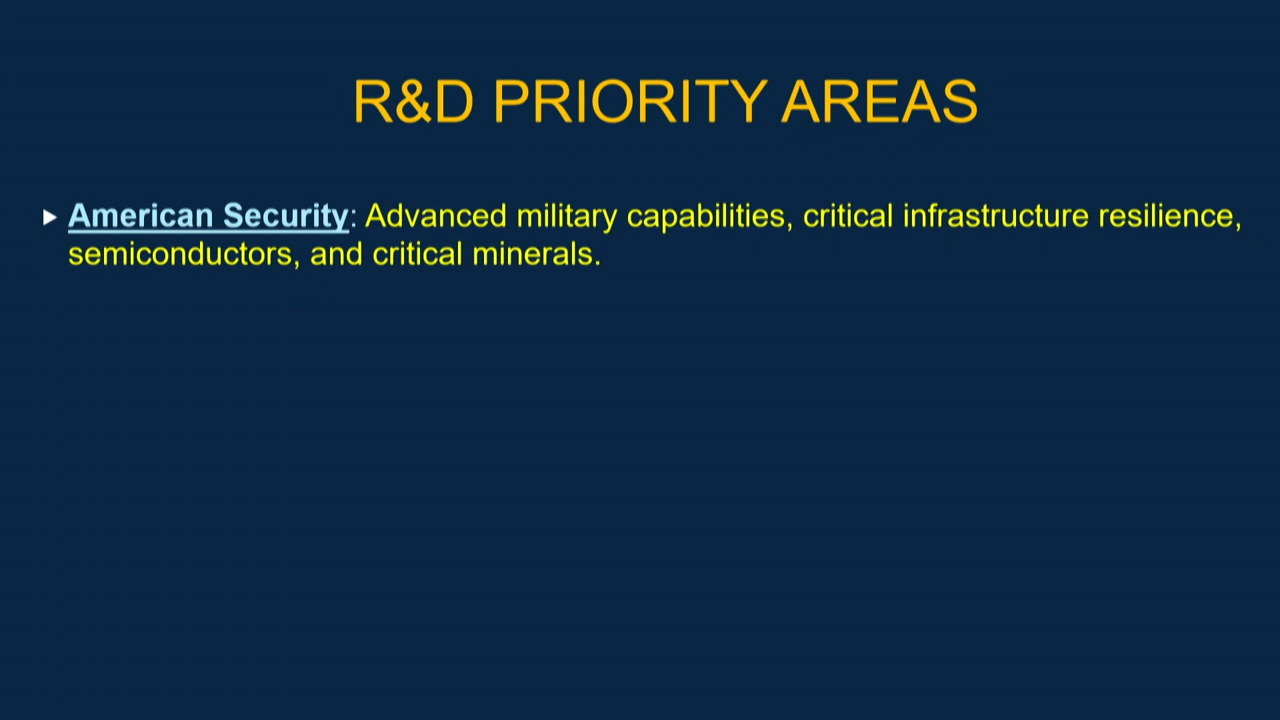 R&D PRIORITY AREAS
American Security: Advanced military capabilities, critical infrastructure resilience,
semiconductors, and critical minerals.